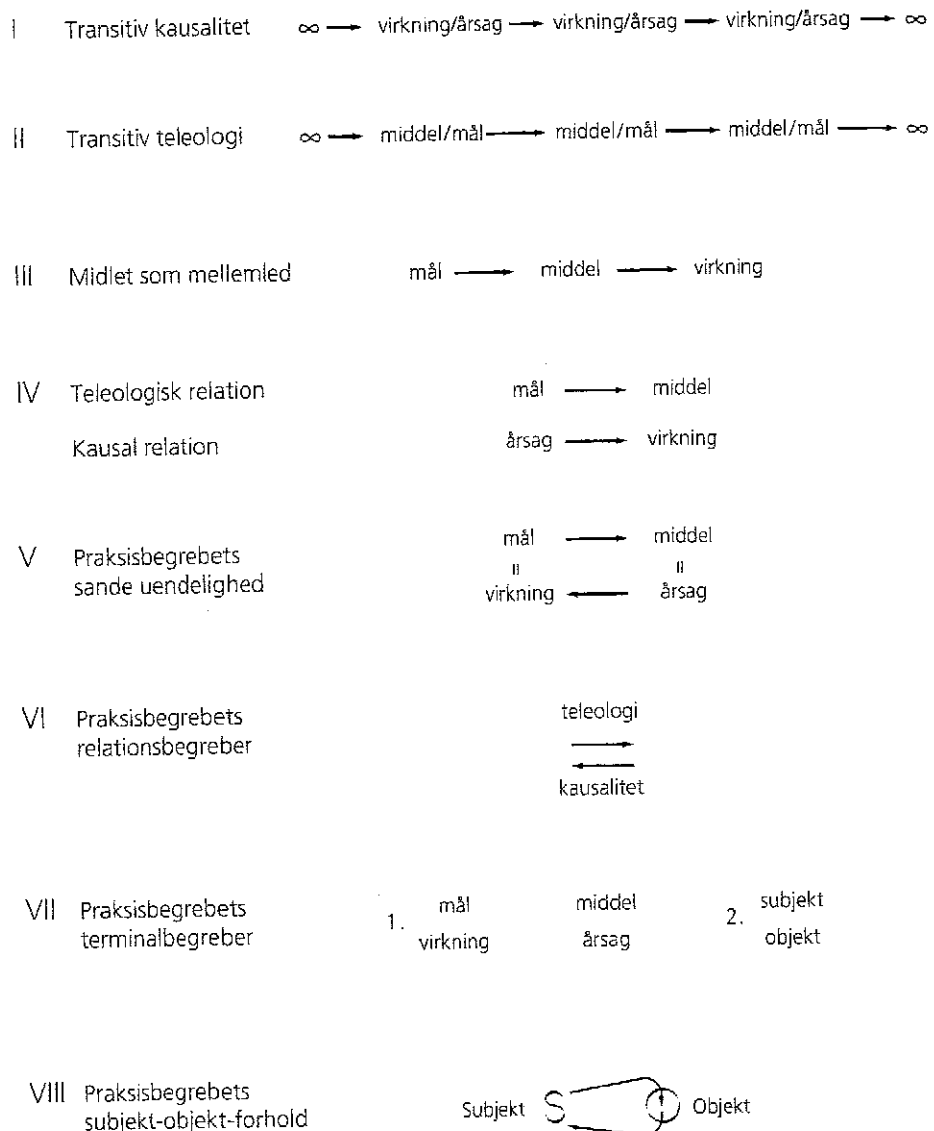 I Transitiv kausalitet ∞ → virkning/årsag → virkning/årsag → virkning/årsag → ∞
II Transitiv teleologi ∞ → middel/mål → middel/mål → middel/mål → ∞
III Midlet som mellemled mål → middel → virkning
IV Teleologisk relation mål → middel
Kausal relation årsag → virkning
V Praksisbegrebets mål → middel
sande uendelighed = =
virkning ← årsag
VI Praksisbegrebets teleologi
relationsbegreber → ←
kausalitet
VII Praksisbegrebets 1. mål middel 2. subjekt
terminalbegreber virkning årsag objekt
VIII Praksisbegrebets
subjekt-objekt-forhold Subjekt S Objekt